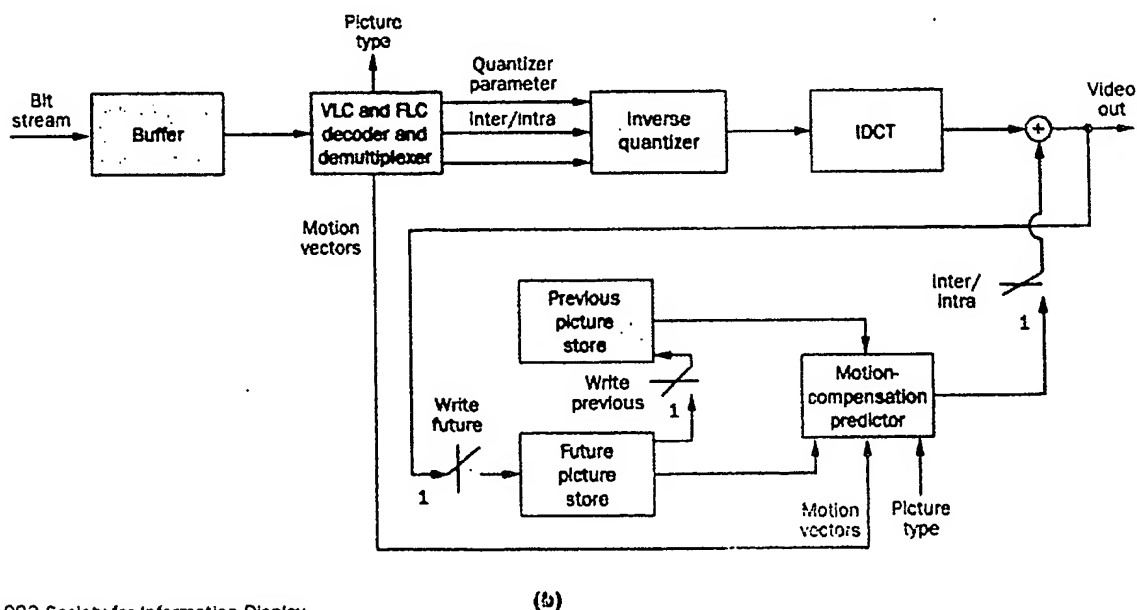 Picture
type
Bit
stream
Buffer
VLC and FLC
decoder and
demultiplexer
Quantizer
parameter
Inter/Intra
Inverse
quantizer
IDCT
+
Video
out
Motion
vectors
Previous
picture
store
Inter/
Intra
1
Write
previous
1
Motion-
compensation
predictor
Write
future
1
Future
picture
store
Motion
vectors
Picture
type
(b)
Society for Information Display